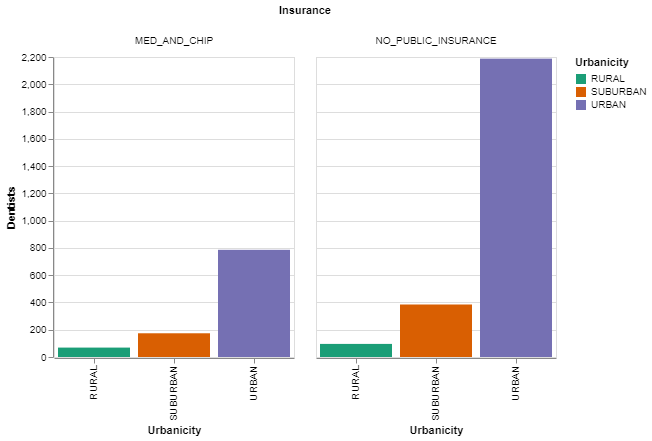 Insurance
MED_AND_CHIP
NO_PUBLIC_INSURANCE
Dentists
2,200
2,000
1,800
1,600
1,400
1,200
1,000
800
600
400
200
0
RURAL
SUBURBAN
URBAN
RURAL
SUBURBAN
URBAN
Urbanicity
Urbanicity
Urbanicity
RURAL
SUBURBAN
URBAN